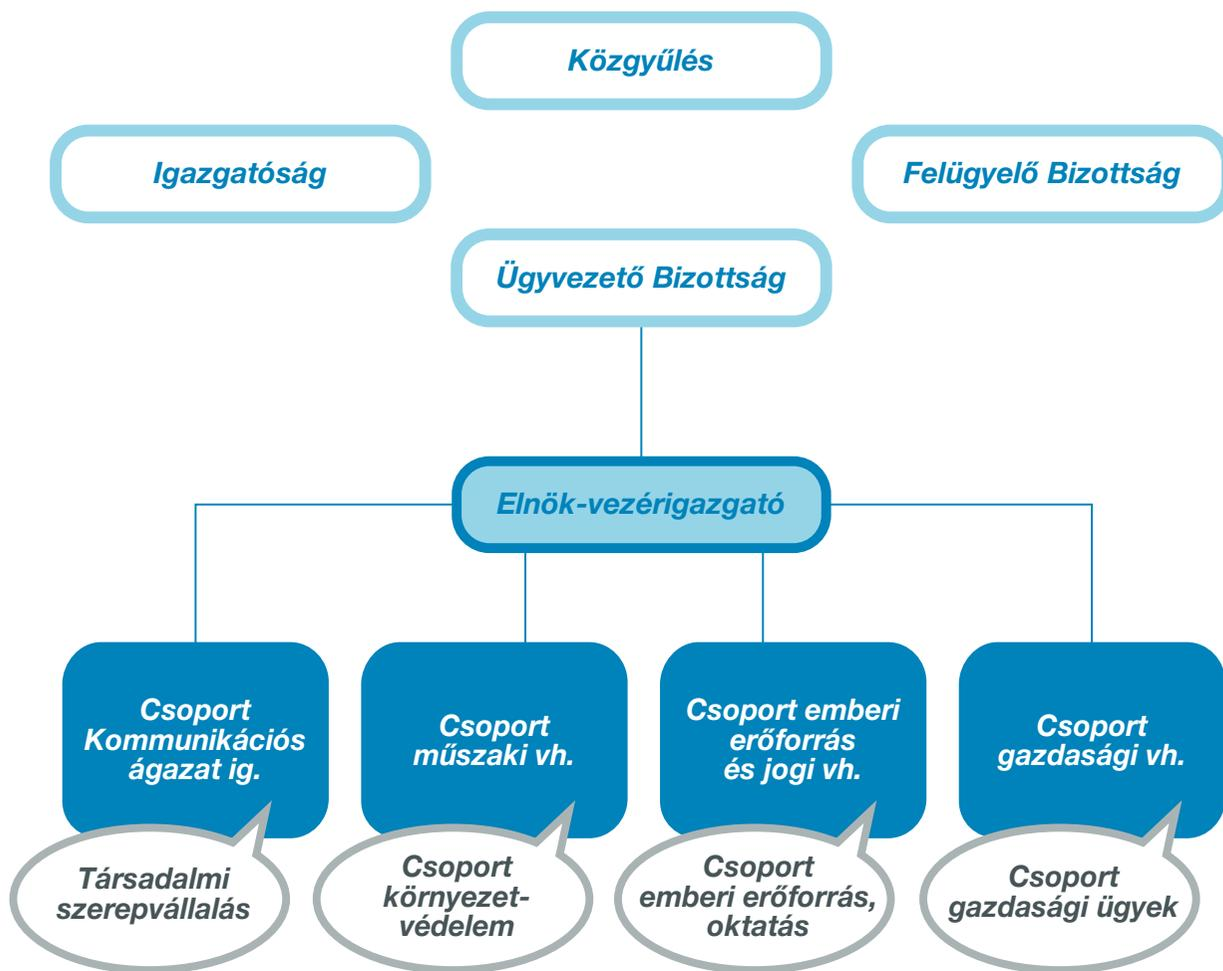 Közgyűlés
Igazgatóság
Felügyelő Bizottság
Ügyvezető Bizottság
Elnök-vezérigazgató
Csoport
Kommunikációs
ágazat ig.
Csoport
műszaki vh.
Csoport emberi
erőforrás
és jogi vh.
Csoport
gazdasági vh.
Társadalmi
szerepvállalás
Csoport
környezet-
védelem
Csoport
emberi erőforrás,
oktatás
Csoport
gazdasági ügyek